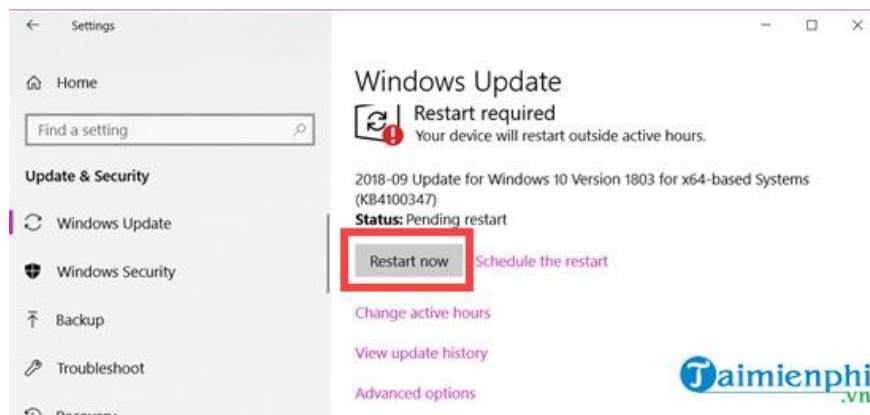 Settings
Home
Find a setting
Update & Security
Windows Update
Windows Security
Backup
Troubleshoot
Recovery
Windows Update
Restart required
Your device will restart outside active hours.
2018-09 Update for Windows 10 Version 1803 for x64-based Systems
(KB4100347)
Status: Pending restart
Restart now
Schedule the restart
Change active hours
View update history
Advanced options
Taimienphi
.vn